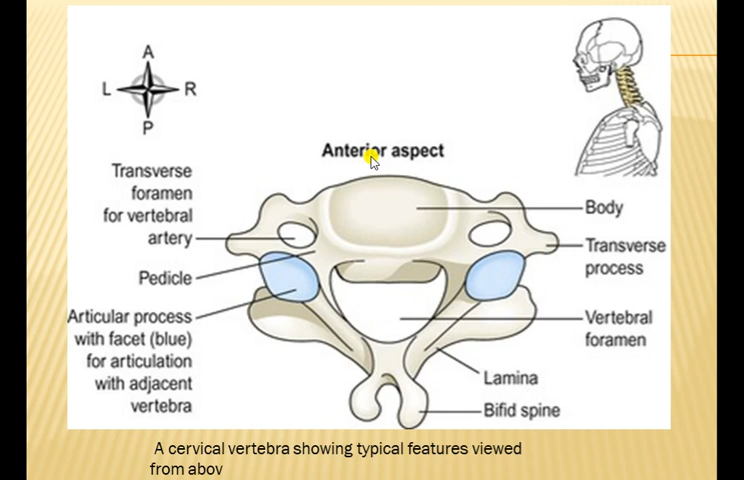 A
L R
P
Anterior aspect
Transverse
foramen
for vertebral
artery
Pedicle
Articular process
with facet (blue)
for articulation
with adjacent
vertebra
Body
Transverse
process
Vertebral
foramen
Lamina
Bifid spine
A cervical vertebra showing typical features viewed
from abov